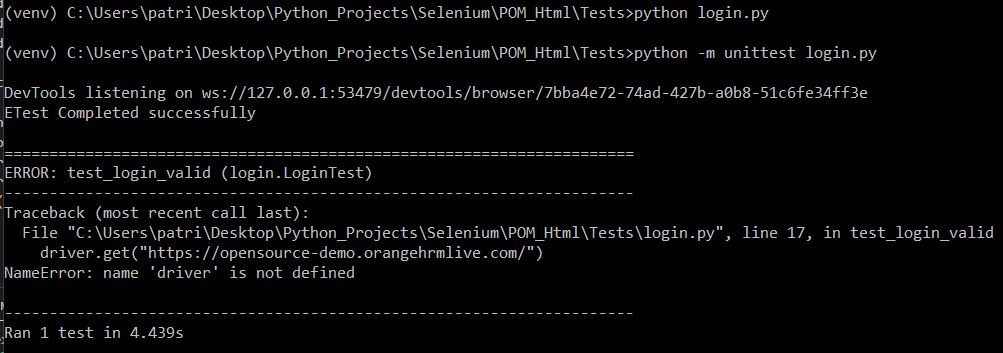 (venv) C:\Users\patri\Desktop\Python_Projects\Selenium\POM_Html\Tests>python login.py
(venv) C:\Users\patri\Desktop\Python_Projects\Selenium\POM_Html\Tests>python -m unittest login.py
DevTools listening on ws://127.0.0.1:53479/devtools/browser/7bba4e72-74ad-427b-a0b8-51c6fe34ff3e
ETest Completed successfully
======================================================================
ERROR: test_login_valid (login.LoginTest)
----------------------------------------------------------------------
Traceback (most recent call last):
  File "C:\Users\patri\Desktop\Python_Projects\Selenium\POM_Html\Tests\login.py", line 17, in test_login_valid
    driver.get("https://opensource-demo.orangehrmlive.com/")
NameError: name 'driver' is not defined
----------------------------------------------------------------------
Ran 1 test in 4.439s